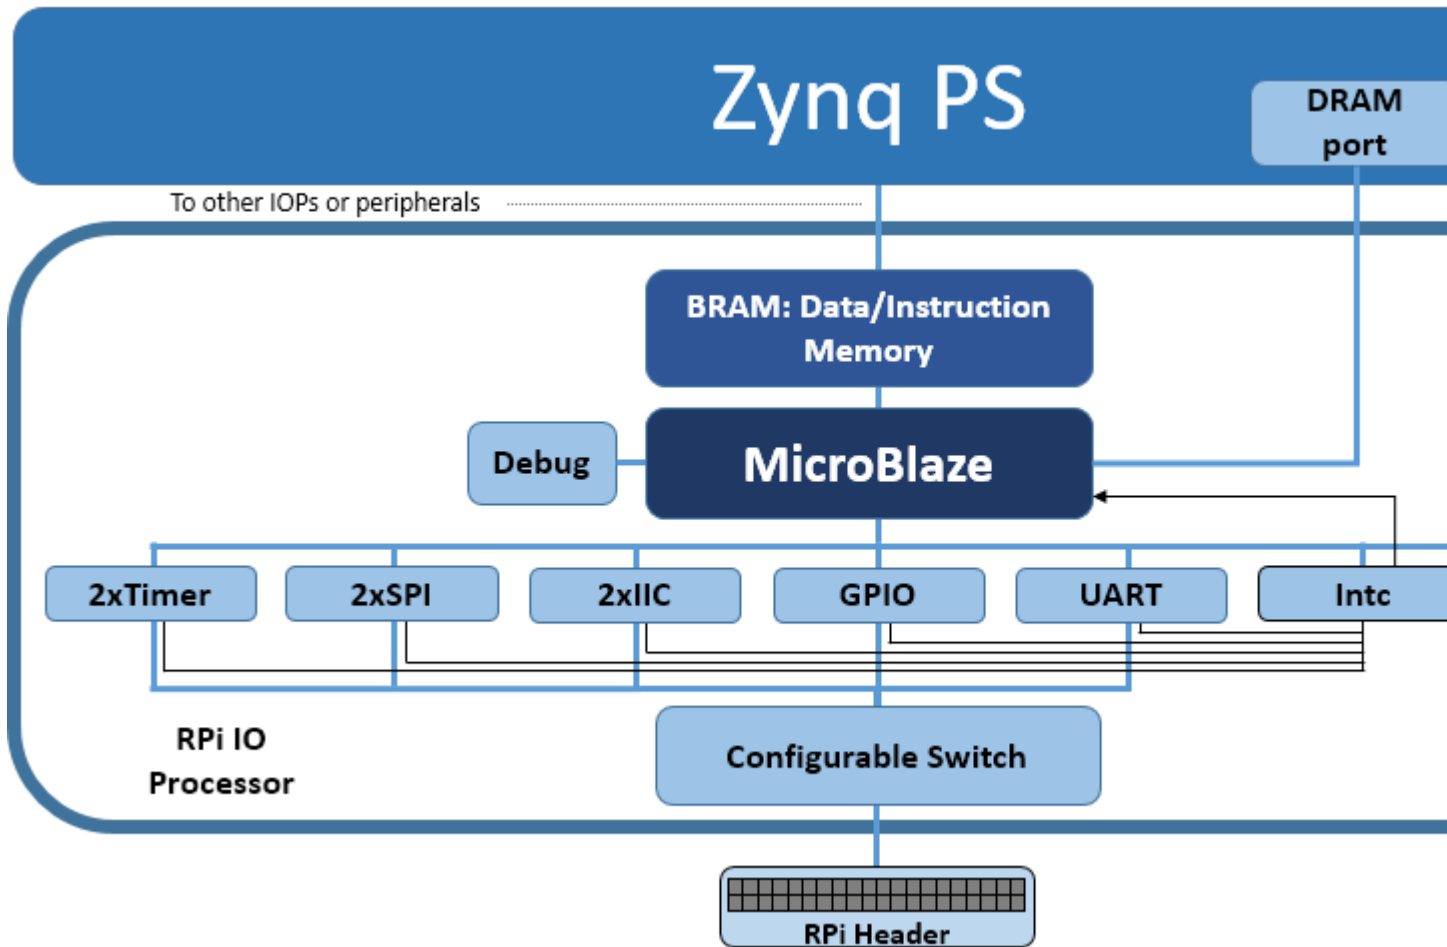 Zynq PS
DRAM
port
To other IOPs or peripherals
BRAM: Data/Instruction
Memory
Debug
MicroBlaze
2xTimer
2xSPI
2xIIC
GPIO
UART
Intc
RPi IO
Processor
Configurable Switch
RPi Header